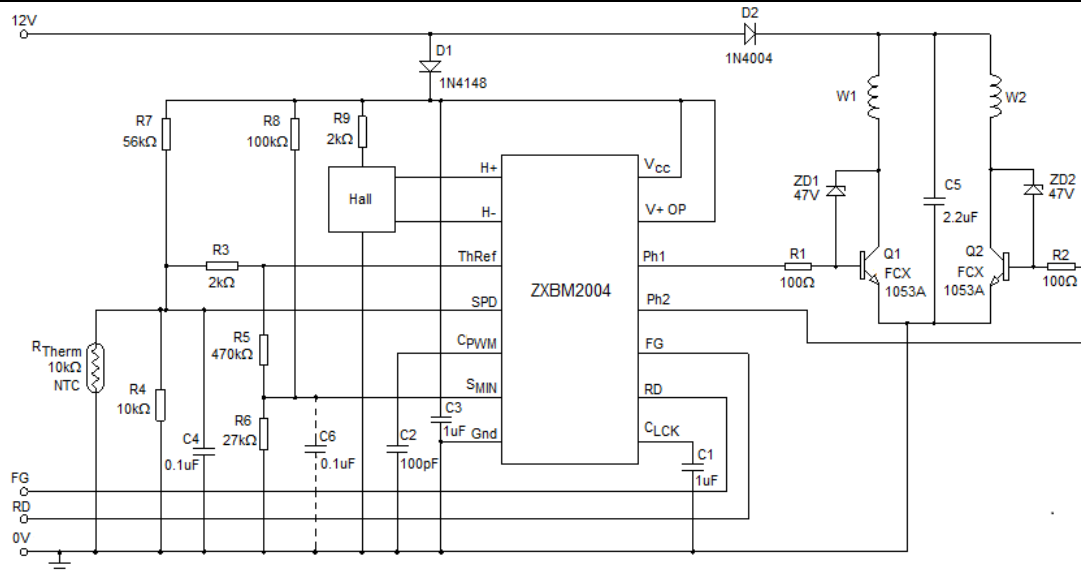 12V
D2
1N4004
D1
1N4148
W1
W2
R7
56kΩ
R8
100kΩ
R9
2kΩ
Hall
H+
H-
ThRef
SPD
CPWM
SMIN
Gnd
ZXBM2004
VCC
V+ OP
Ph1
Ph2
FG
RD
CLCK
ZD1
47V
ZD2
47V
C5
2.2uF
R1
100Ω
Q1
FCX
1053A
Q2
FCX
1053A
R2
100Ω
R3
2kΩ
R5
470kΩ
RTherm
10kΩ
NTC
R4
10kΩ
C4
0.1uF
R6
27kΩ
C6
0.1uF
C2
100pF
C3
1uF
C1
1uF
FG
RD
0V